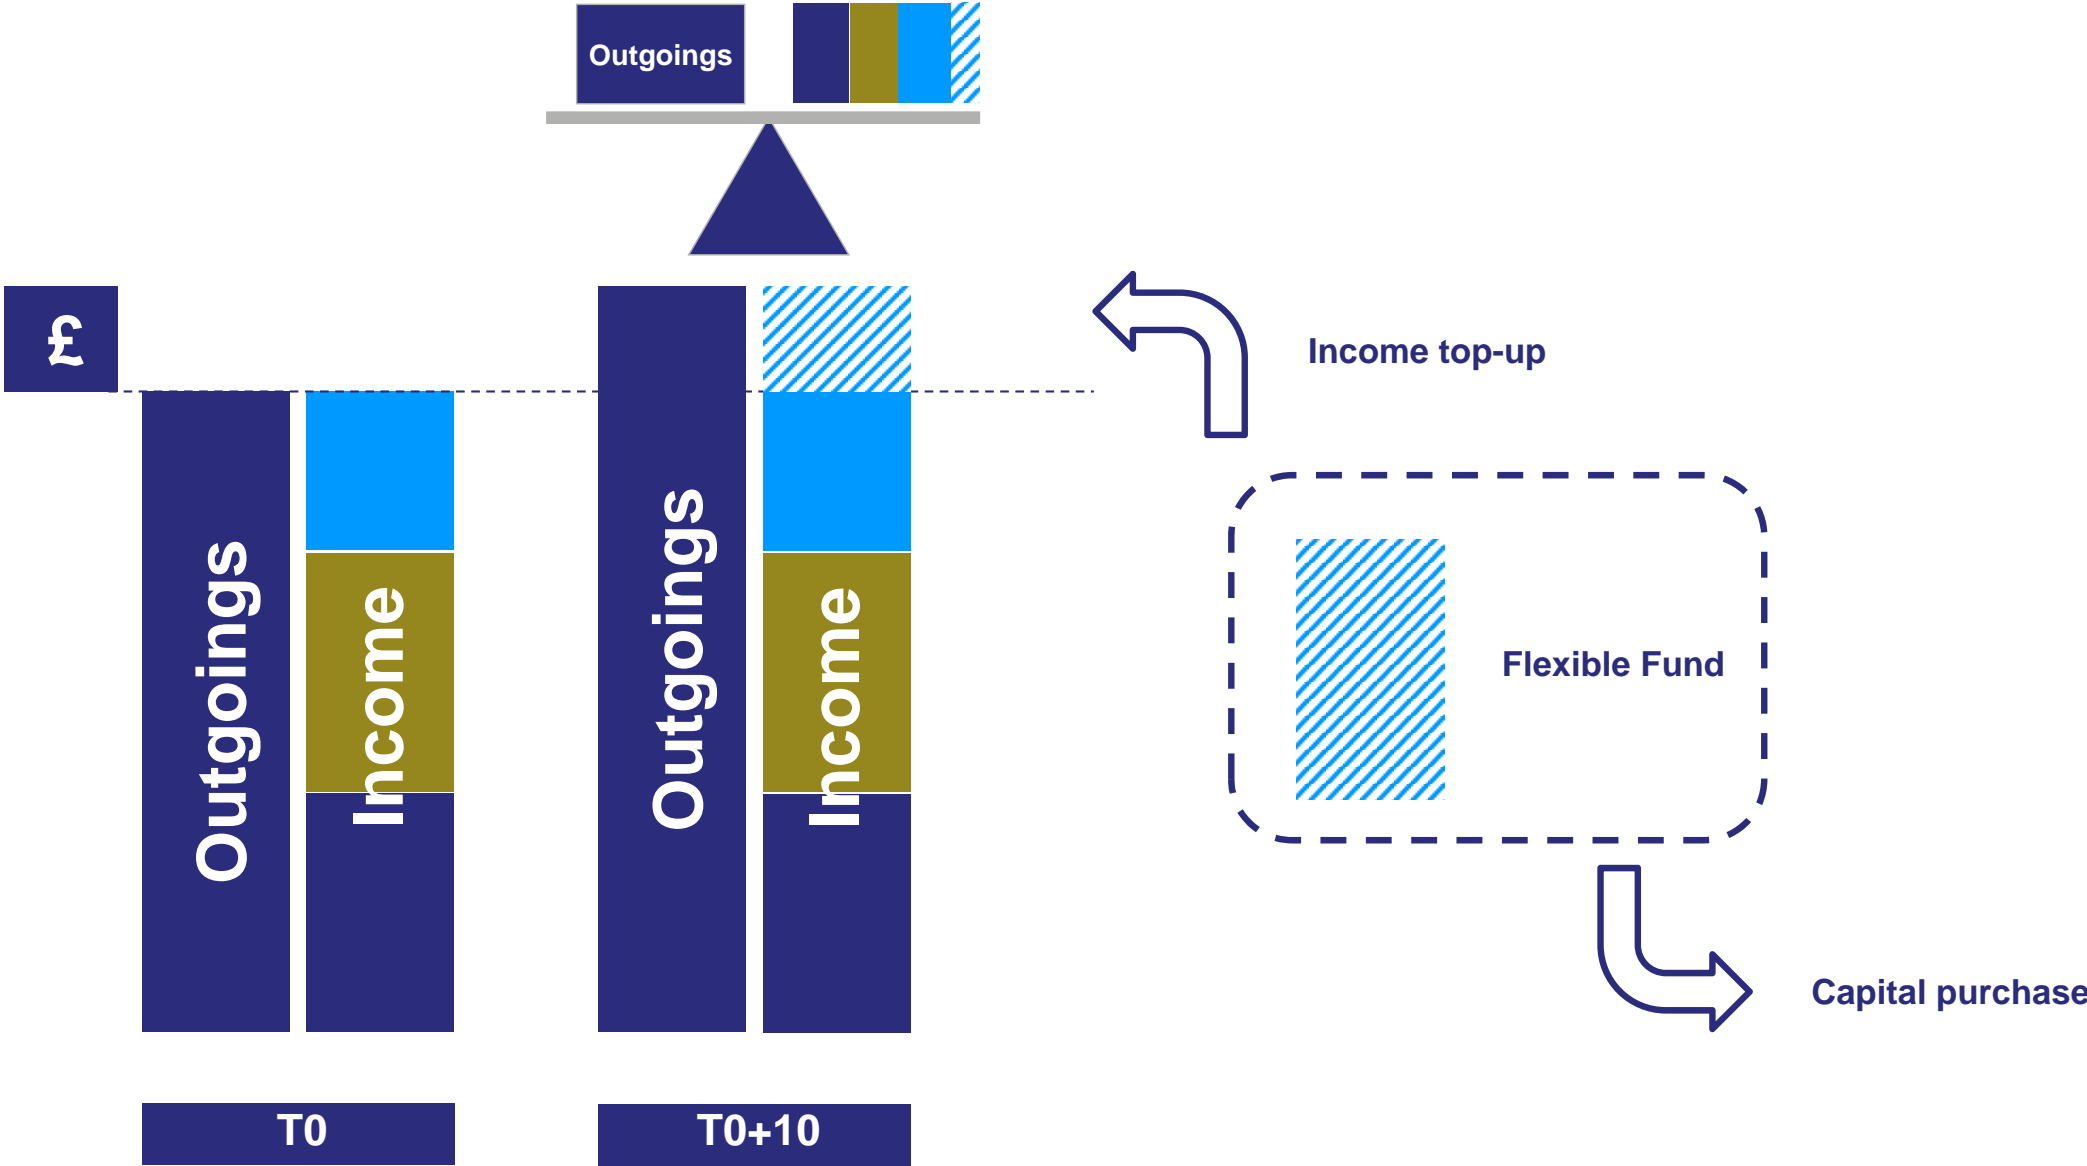 Outgoings
£
Income top-up
Outgoings
Income
Outgoings
Income
Flexible Fund
Capital purchase
T0
T0+10